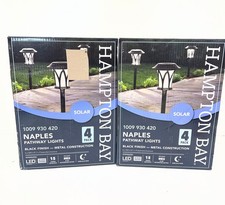 HAMPTON BAY
SOLAR
1009 930 420
NAPLES
PATHWAY LIGHTS
BLACK FINISH — METAL CONSTRUCTION
4
LED
HAMPTON BAY
SOLAR
1009 930 420
NAPLES
PATHWAY LIGHTS
BLACK FINISH — METAL CONSTRUCTION
4
LED